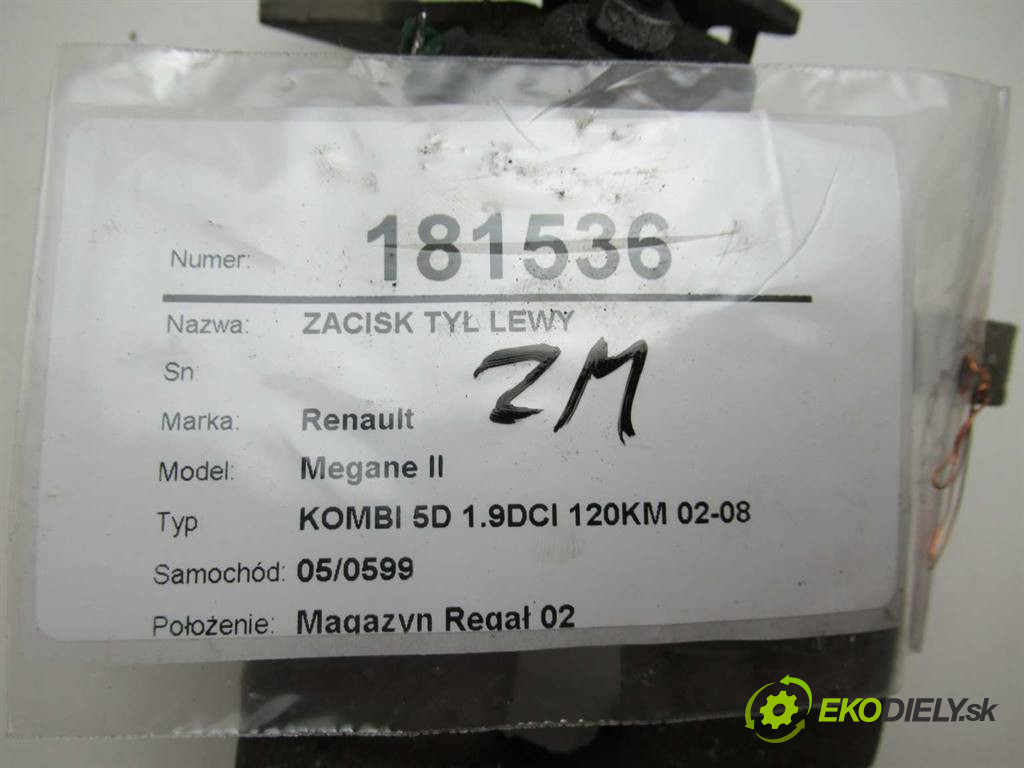 Numer: 181536
Nazwa: ZACISK TYŁ LEWY
Sn
ZM
Marka: Renault
Model: Megane II
Typ KOMBI 5D 1.9DCI 120KM 02-08
Samochód: 05/0599
Położenie: Magazyn Regał 02
EKODIELY.sk